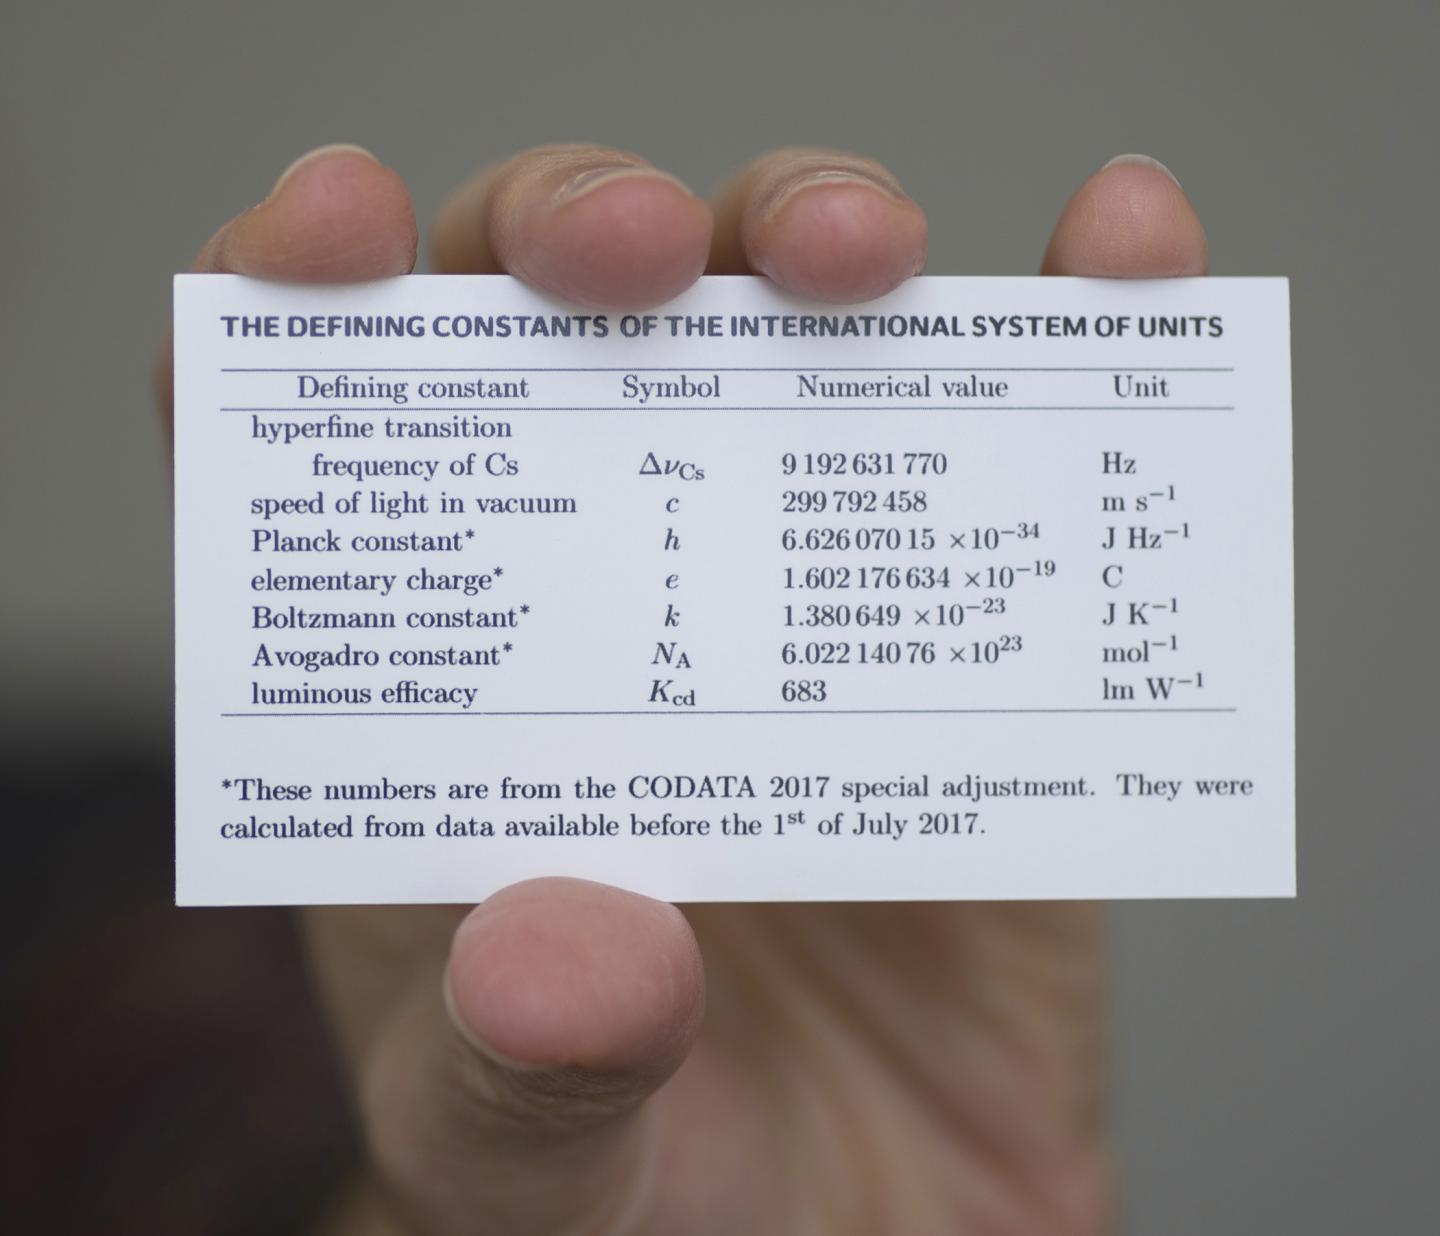 THE DEFINING CONSTANTS OF THE INTERNATIONAL SYSTEM OF UNITS
Defining constant Symbol Numerical value Unit
hyperfine transition
frequency of Cs Δν_Cs 9 192 631 770 Hz
speed of light in vacuum c 299 792 458 m s⁻¹
Planck constant* h 6.626 070 15 ×10⁻³⁴ J Hz⁻¹
elementary charge* e 1.602 176 634 ×10⁻¹⁹ C
Boltzmann constant* k 1.380 649 ×10⁻²³ J K⁻¹
Avogadro constant* N_A 6.022 140 76 ×10²³ mol⁻¹
luminous efficacy K_cd 683 lm W⁻¹
*These numbers are from the CODATA 2017 special adjustment. They were
calculated from data available before the 1ˢᵗ of July 2017.